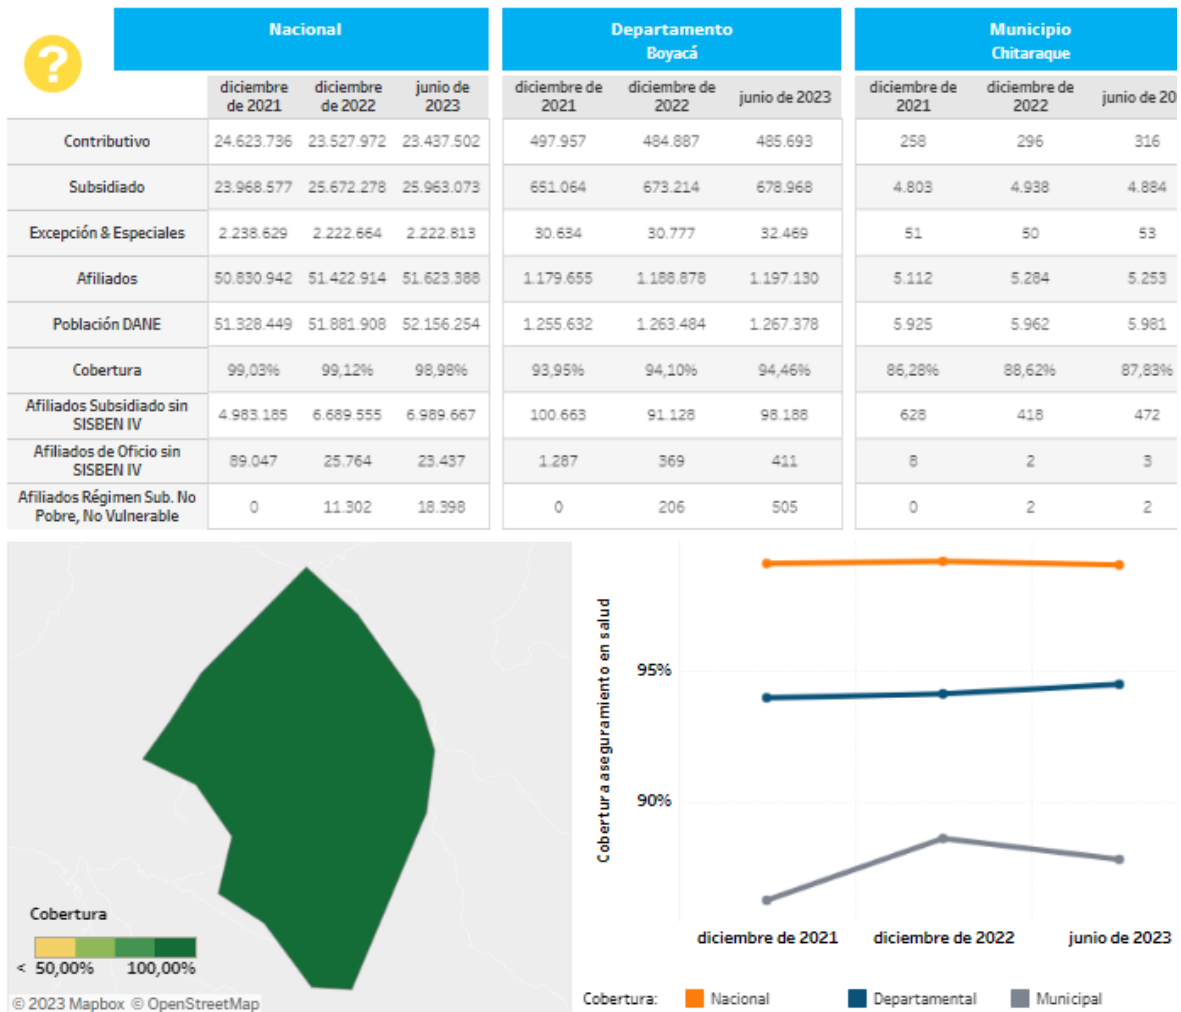 ?
Nacional
Departamento
Boyacá
Municipio
Chitaraque
diciembre de 2021 diciembre de 2022 junio de 2023 diciembre de 2021 diciembre de 2022 junio de 2023 diciembre de 2021 diciembre de 2022 junio de 20
Contributivo 24.623.736 23.527.972 23.437.502 497.957 484.887 485.693 258 296 316
Subsidiado 23.968.577 25.672.278 25.963.073 651.064 673.214 678.968 4.803 4.938 4.884
Excepción & Especiales 2.238.629 2.222.664 2.222.813 30.634 30.777 32.469 51 50 53
Afiliados 50.830.942 51.422.914 51.623.388 1.179.655 1.188.878 1.197.130 5.112 5.284 5.253
Población DANE 51.328.449 51.881.908 52.156.254 1.255.632 1.263.484 1.267.378 5.925 5.962 5.981
Cobertura 99,03% 99,12% 98,98% 93,95% 94,10% 94,46% 86,28% 88,62% 87,83%
Afiliados Subsidiado sin SISBEN IV 4.983.185 6.689.555 6.989.667 100.663 91.128 98.188 628 418 472
Afiliados de Oficio sin SISBEN IV 89.047 25.764 23.437 1.287 369 411 8 2 3
Afiliados Régimen Sub. No Pobre, No Vulnerable 0 11.302 18.398 0 206 505 0 2 2
Cobertura
< 50,00% 100,00%
© 2023 Mapbox © OpenStreetMap
Cobertura aseguramiento en salud
95%
90%
diciembre de 2021 diciembre de 2022 junio de 2023
Cobertura: Nacional Departamental Municipal